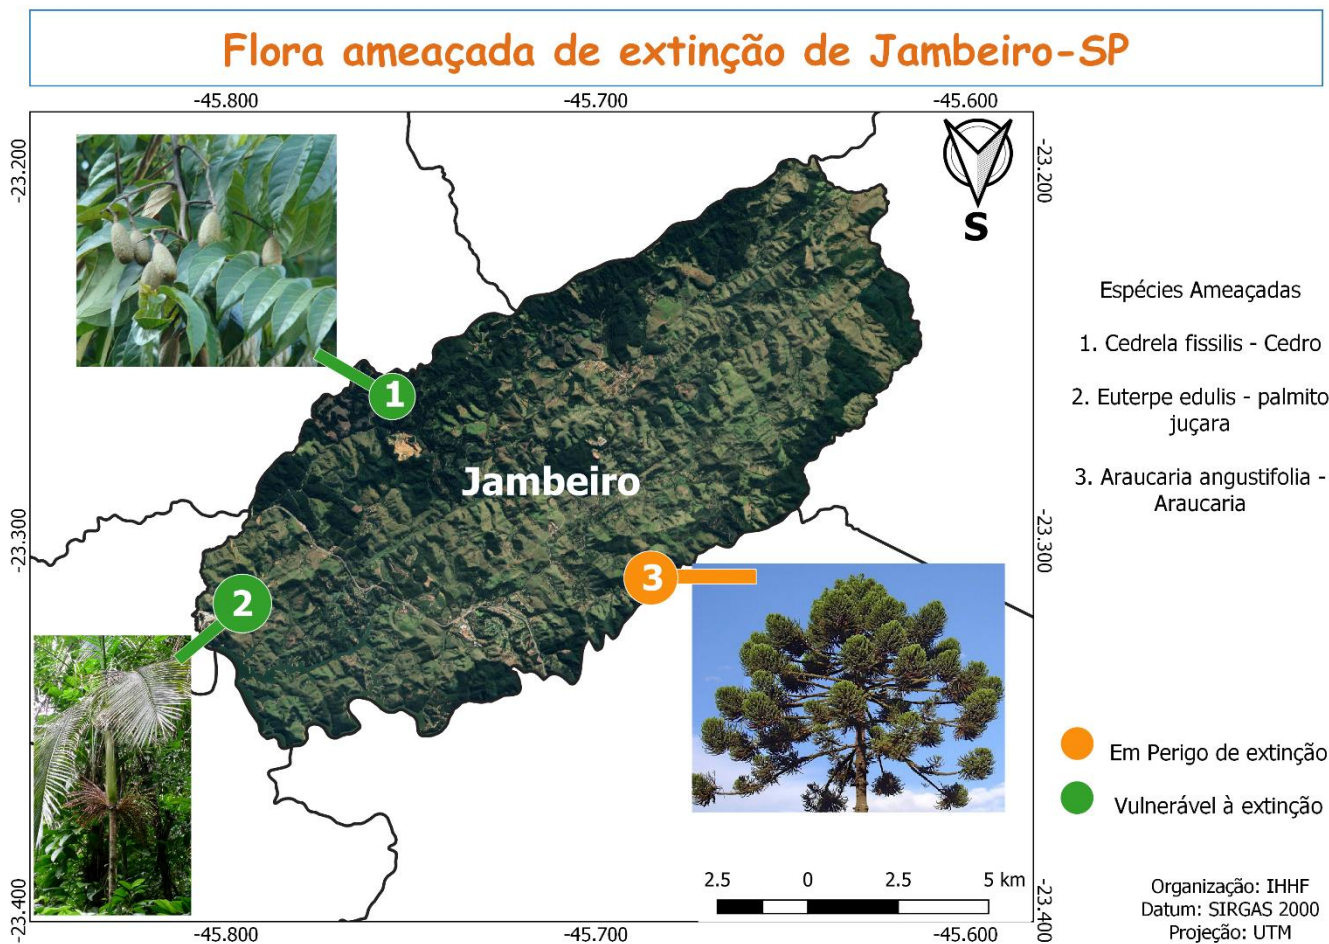 Flora ameaçada de extinção de Jambeiro-SP
-45.800
-45.700
-45.600
-23.200
-23.200
S
Espécies Ameaçadas
1. Cedrela fissilis - Cedro
2. Euterpe edulis - palmito
juçara
3. Araucaria angustifolia -
Araucaria
1
Jambeiro
-23.300
-23.300
2
3
Em Perigo de extinção
Vulnerável à extinção
2.5 0 2.5 5 km
-23.400
-23.400
Organização: IHHF
Datum: SIRGAS 2000
Projeção: UTM
-45.800
-45.700
-45.600